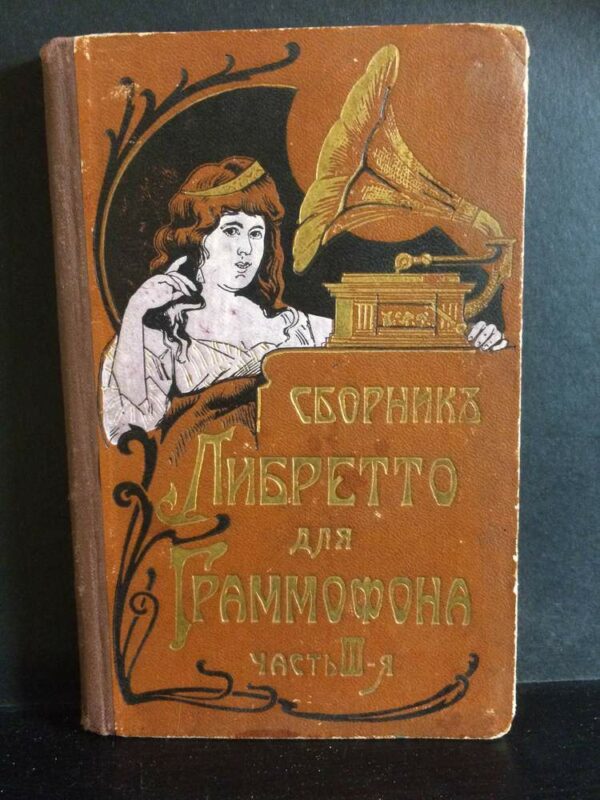 Сборникъ
Либретто
для
Граммофона
часть III-я